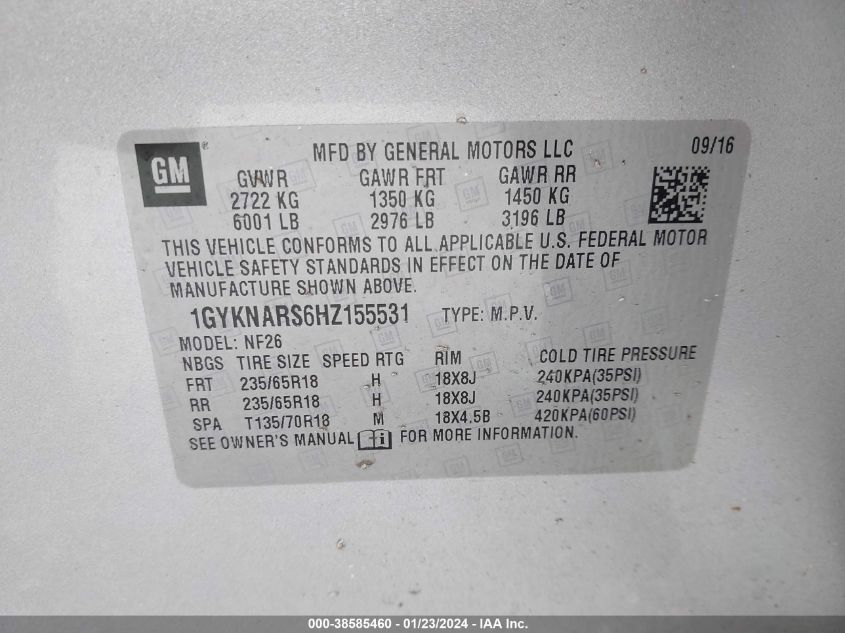 GM ®
MFD BY GENERAL MOTORS LLC 09/16
GVWR GAWR FRT GAWR RR
2722 KG 1350 KG 1450 KG
6001 LB 2976 LB 3196 LB
THIS VEHICLE CONFORMS TO ALL APPLICABLE U.S. FEDERAL MOTOR
VEHICLE SAFETY STANDARDS IN EFFECT ON THE DATE OF
MANUFACTURE SHOWN ABOVE.
1GYKNARS6HZ155531 TYPE: M.P.V.
MODEL: NF26
NBGS TIRE SIZE SPEED RTG RIM COLD TIRE PRESSURE
FRT 235/65R18 H 18X8J 240KPA(35PSI)
RR 235/65R18 H 18X8J 240KPA(35PSI)
SPA T135/70R18 M 18X4.5B 420KPA(60PSI)
SEE OWNER'S MANUAL FOR MORE INFORMATION.
000-38585460 - 01/23/2024 - IAA Inc.